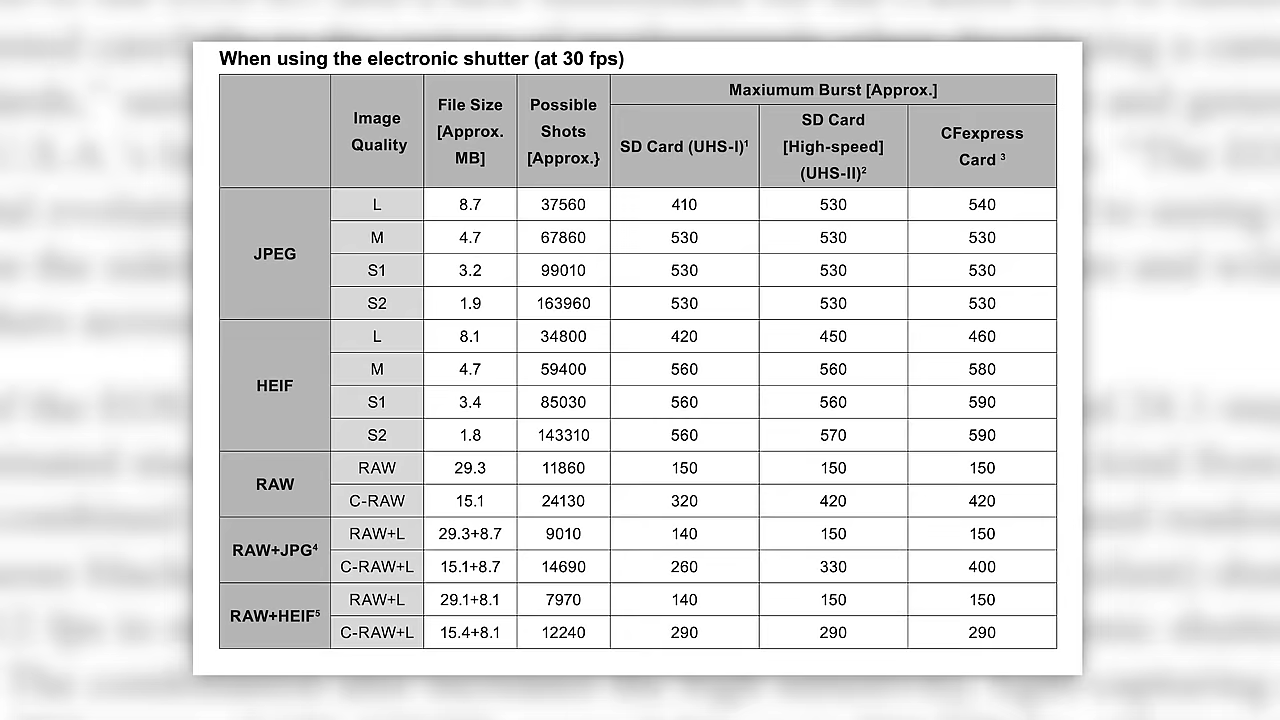 When using the electronic shutter (at 30 fps)
Image Quality File Size [Approx. MB] Possible Shots [Approx.} Maxiumum Burst [Approx.]
SD Card (UHS-I)¹ SD Card [High-speed] (UHS-II)² CFexpress Card ³
JPEG L 8.7 37560 410 530 540
M 4.7 67860 530 530 530
S1 3.2 99010 530 530 530
S2 1.9 163960 530 530 530
HEIF L 8.1 34800 420 450 460
M 4.7 59400 560 560 580
S1 3.4 85030 560 560 590
S2 1.8 143310 560 570 590
RAW RAW 29.3 11860 150 150 150
C-RAW 15.1 24130 320 420 420
RAW+JPG⁴ RAW+L 29.3+8.7 9010 140 150 150
C-RAW+L 15.1+8.7 14690 260 330 400
RAW+HEIF⁵ RAW+L 29.1+8.1 7970 140 150 150
C-RAW+L 15.4+8.1 12240 290 290 290